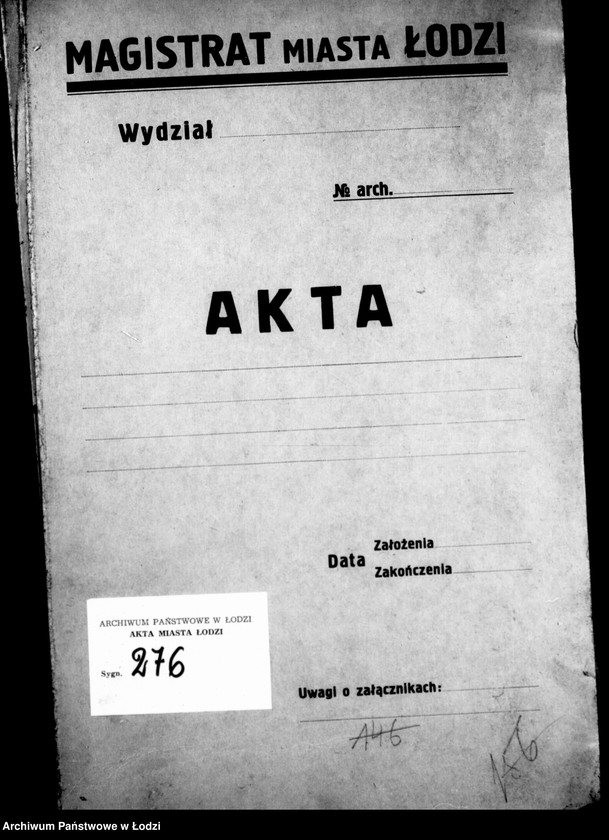 MAGISTRAT MIASTA ŁODZI
Wydział
№ arch.
AKTA
Data Założenia
Zakończenia
ARCHIWUM PAŃSTWOWE W ŁODZI
AKTA MIASTA ŁODZI
Sygn. 276
Uwagi o załącznikach:
A46
Archiwum Państwowe w Łodzi